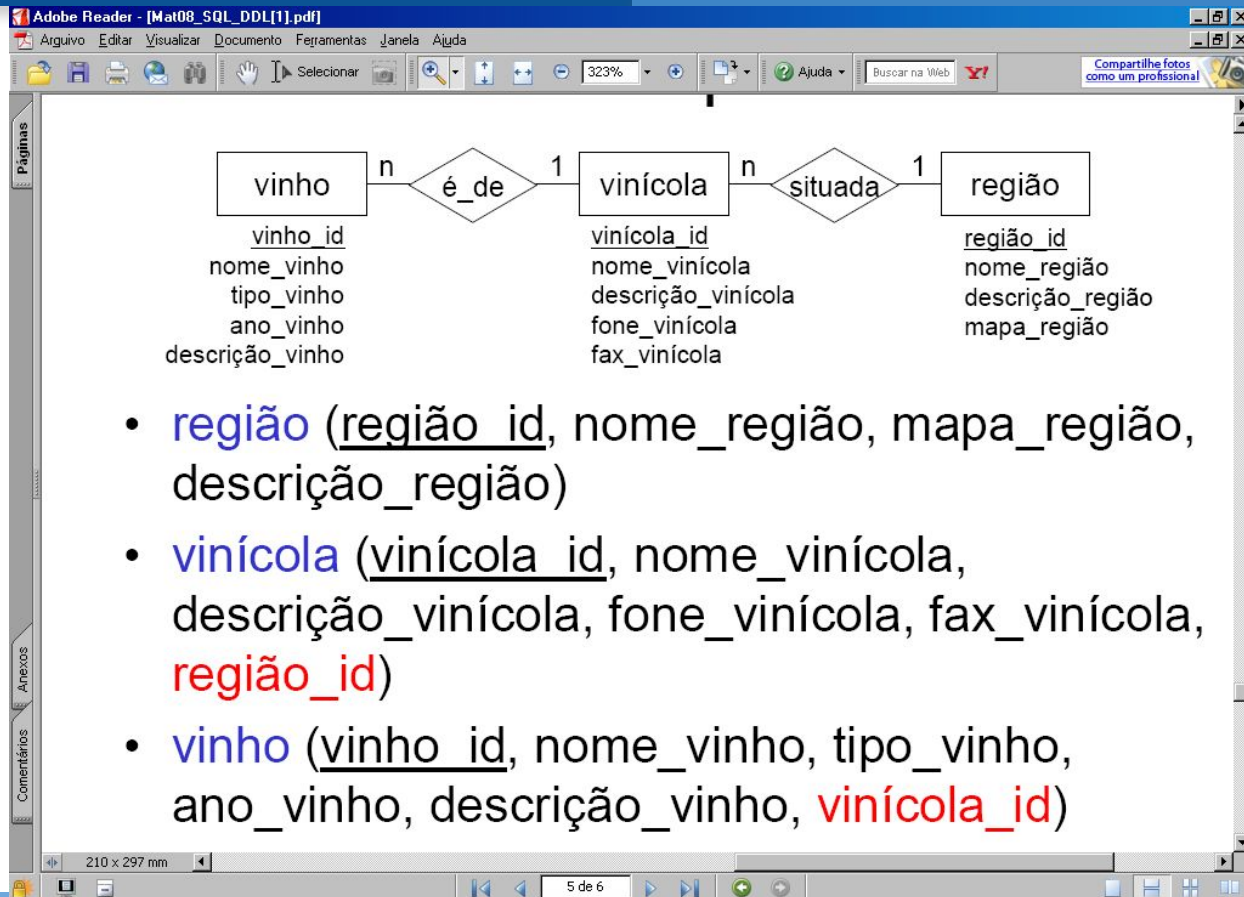 Adobe Reader - [Mat08_SQL_DDL[1].pdf]
Arquivo Editar Visualizar Documento Ferramentas Janela Ajuda
Selecionar 323% Ajuda Buscar na Web Y! Compartilhe fotos como um profissional
Páginas
vinho n é_de 1 vinícola n situada 1 região
vinho_id vinícola_id região_id
nome_vinho nome_vinícola nome_região
tipo_vinho descrição_vinícola descrição_região
ano_vinho fone_vinícola mapa_região
descrição_vinho fax_vinícola
• região (região_id, nome_região, mapa_região,
descrição_região)
• vinícola (vinícola_id, nome_vinícola,
descrição_vinícola, fone_vinícola, fax_vinícola,
região_id)
• vinho (vinho_id, nome_vinho, tipo_vinho,
ano_vinho, descrição_vinho, vinícola_id)
Anexos
Comentários
210 x 297 mm
5 de 6